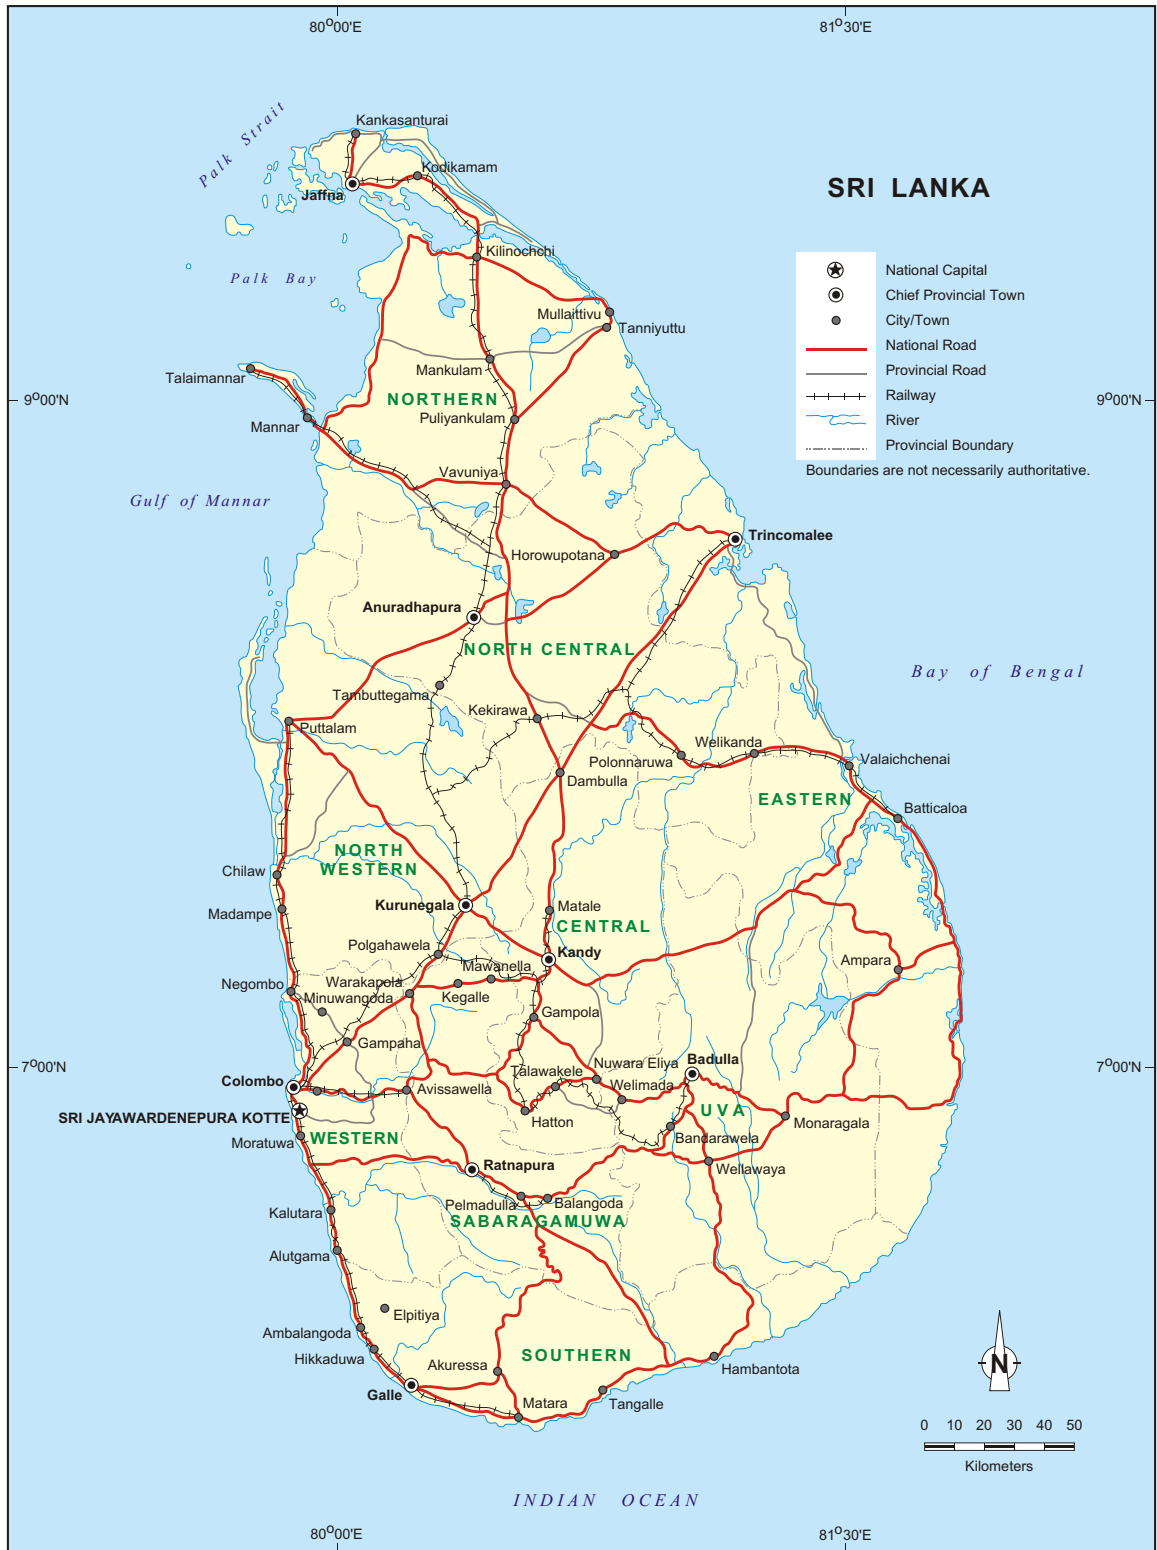 80°00'E
81°30'E
Palk Strait
Kankasanturai
Kodikamam
Jaffna
SRI LANKA
Kilinochchi
Palk Bay
National Capital
Chief Provincial Town
City/Town
National Road
Provincial Road
Railway
River
Provincial Boundary
Boundaries are not necessarily authoritative.
Mullaittivu
Tanniyuttu
Talaimannar
Mankulam
NORTHERN
9°00'N
9°00'N
Mannar
Puliyankulam
Vavuniya
Gulf of Mannar
Trincomalee
Horowupotana
Anuradhapura
NORTH CENTRAL
Bay of Bengal
Tambuttegama
Kekirawa
Puttalam
Welikanda
Polonnaruwa
Valaichchenai
Dambulla
EASTERN
Batticaloa
NORTH
WESTERN
Chilaw
Kurunegala
Matale
Madampe
CENTRAL
Polgahawela
Kandy
Mawanella
Ampara
Negombo
Warakapola
Minuwangoda
Kegalle
Gampola
Gampaha
Nuwara Eliya
Badulla
7°00'N
7°00'N
Talawakele
Colombo
Avissawella
Welimada
SRI JAYAWARDENEPURA KOTTE
Hatton
UVA
Monaragala
Moratuwa
WESTERN
Bandarawela
Ratnapura
Wellawaya
Pelmadulla
Balangoda
Kalutara
SABARAGAMUWA
Alutgama
Elpitiya
Ambalangoda
Hikkaduwa
Akuressa
SOUTHERN
Hambantota
N
Galle
Matara
Tangalle
0 10 20 30 40 50
Kilometers
INDIAN OCEAN
80°00'E
81°30'E